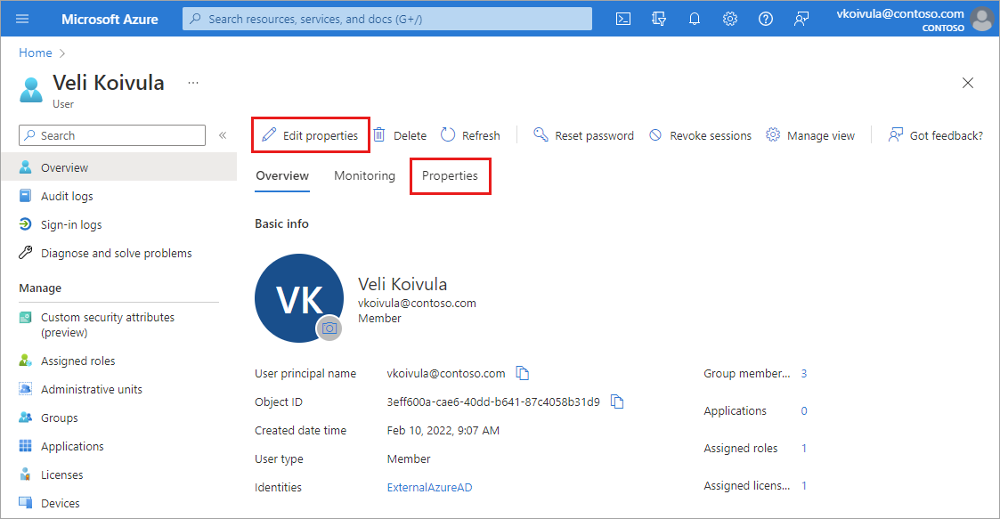 Microsoft Azure
Search resources, services, and docs (G+/)
vkoivula@contoso.com
CONTOSO
Home
Veli Koivula
...
User
Search
«
Edit properties
Delete
Refresh
Reset password
Revoke sessions
Manage view
Got feedback?
Overview
Audit logs
Sign-in logs
Diagnose and solve problems
Manage
Custom security attributes
(preview)
Assigned roles
Administrative units
Groups
Applications
Licenses
Devices
Overview
Monitoring
Properties
Basic info
VK
Veli Koivula
vkoivula@contoso.com
Member
User principal name
vkoivula@contoso.com
Object ID
3eff600a-cae6-40dd-b641-87c4058b31d9
Created date time
Feb 10, 2022, 9:07 AM
User type
Member
Identities
ExternalAzureAD
Group member... 3
Applications 0
Assigned roles 1
Assigned licens... 1